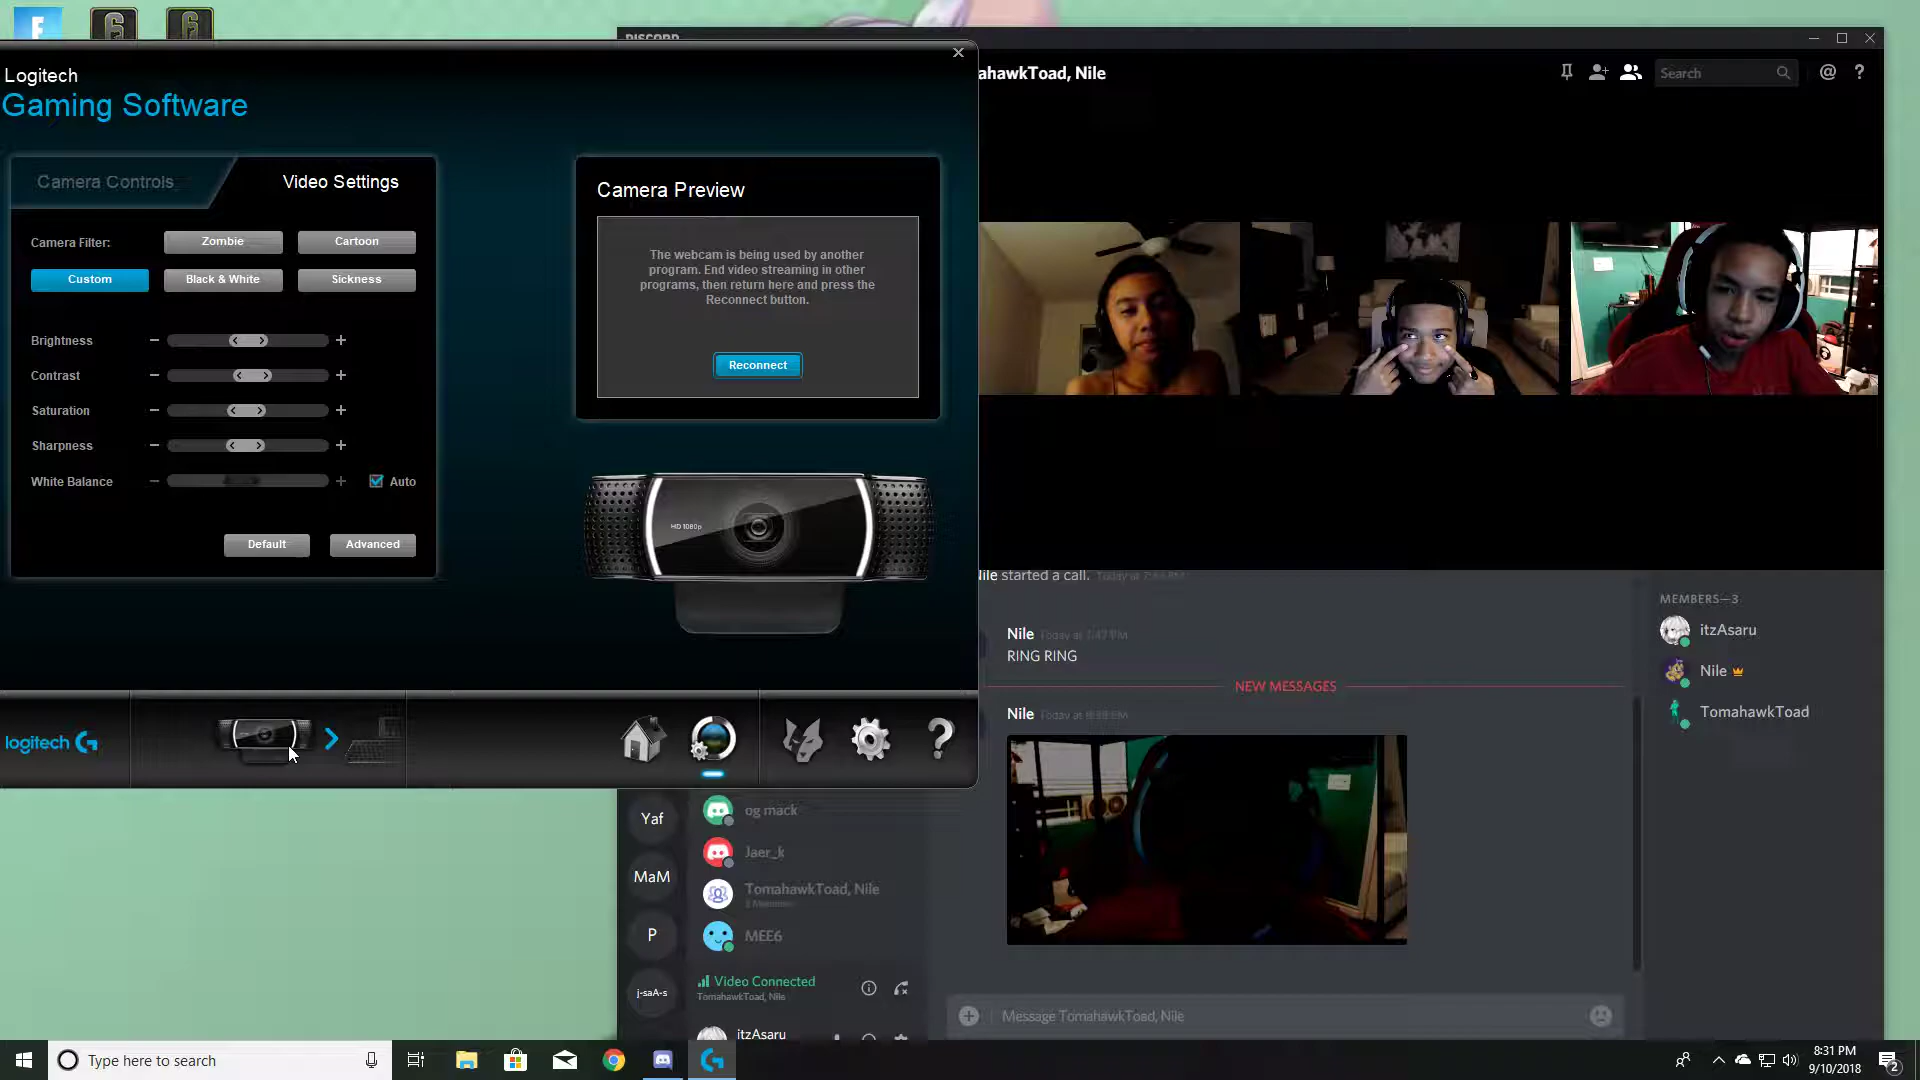 DISCORD
Logitech
Gaming Software
Camera Controls
Video Settings
Camera Filter:
Zombie
Cartoon
Custom
Black & White
Sickness
Brightness
Contrast
Saturation
Sharpness
White Balance
Auto
Default
Advanced
Camera Preview
The webcam is being used by another
program. End video streaming in other
programs, then return here and press the
Reconnect button.
Reconnect
HD 1080p
logitech G
ahawkToad, Nile
Search
Nile started a call.
Nile
RING RING
NEW MESSAGES
Nile
MEMBERS—3
itzAsaru
Nile
TomahawkToad
Yaf
MaM
P
j-saA-s
og mack
Jaer_k
TomahawkToad, Nile
3 Members
MEE6
Video Connected
TomahawkToad, Nile
itzAsaru
Message TomahawkToad, Nile
Type here to search
8:31 PM
9/10/2018
2